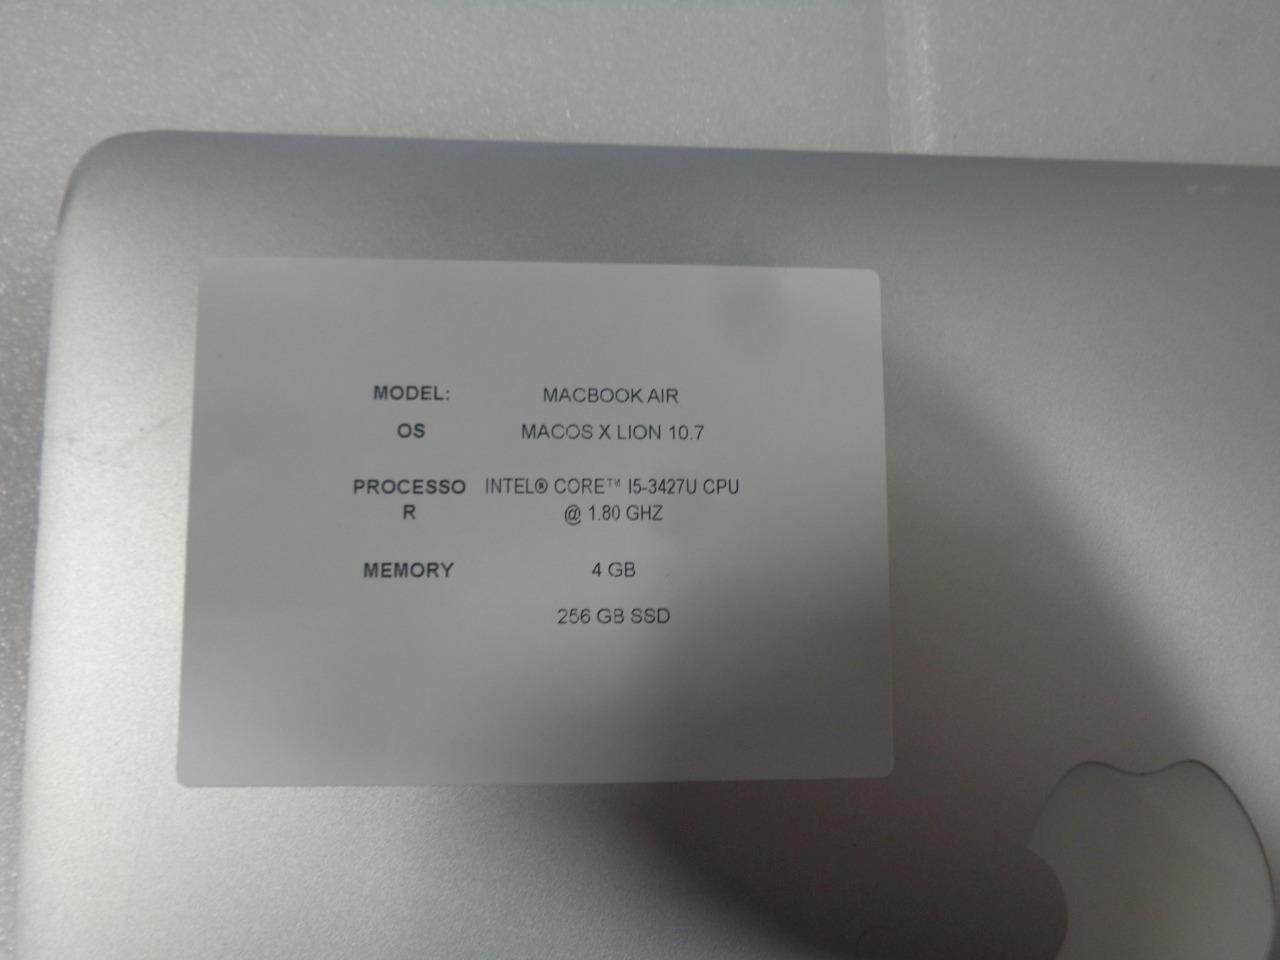 MODEL: MACBOOK AIR
OS MACOS X LION 10.7
PROCESSO INTEL® CORE™ I5-3427U CPU
R @ 1.80 GHZ
MEMORY 4 GB
256 GB SSD